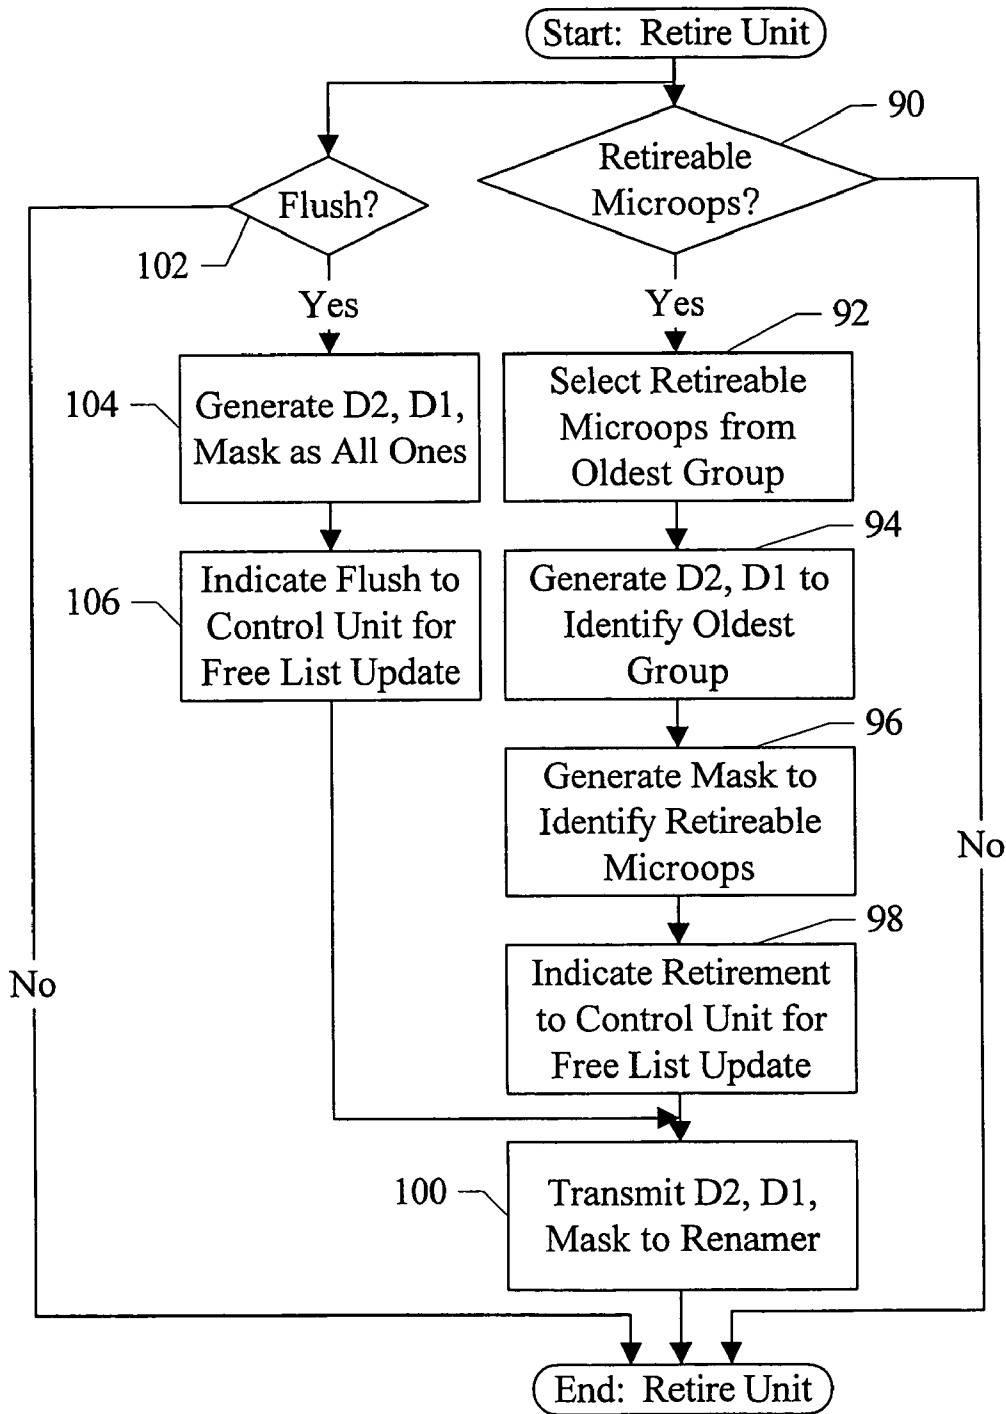 Start: Retire Unit
90
Retireable
Microops?
Flush?
102
Yes
Yes
92
Select Retireable
Microops from
Oldest Group
104
Generate D2, D1,
Mask as All Ones
94
Generate D2, D1 to
Identify Oldest
Group
106
Indicate Flush to
Control Unit for
Free List Update
96
Generate Mask to
Identify Retireable
Microops
No
98
Indicate Retirement
to Control Unit for
Free List Update
No
100
Transmit D2, D1,
Mask to Renamer
End: Retire Unit